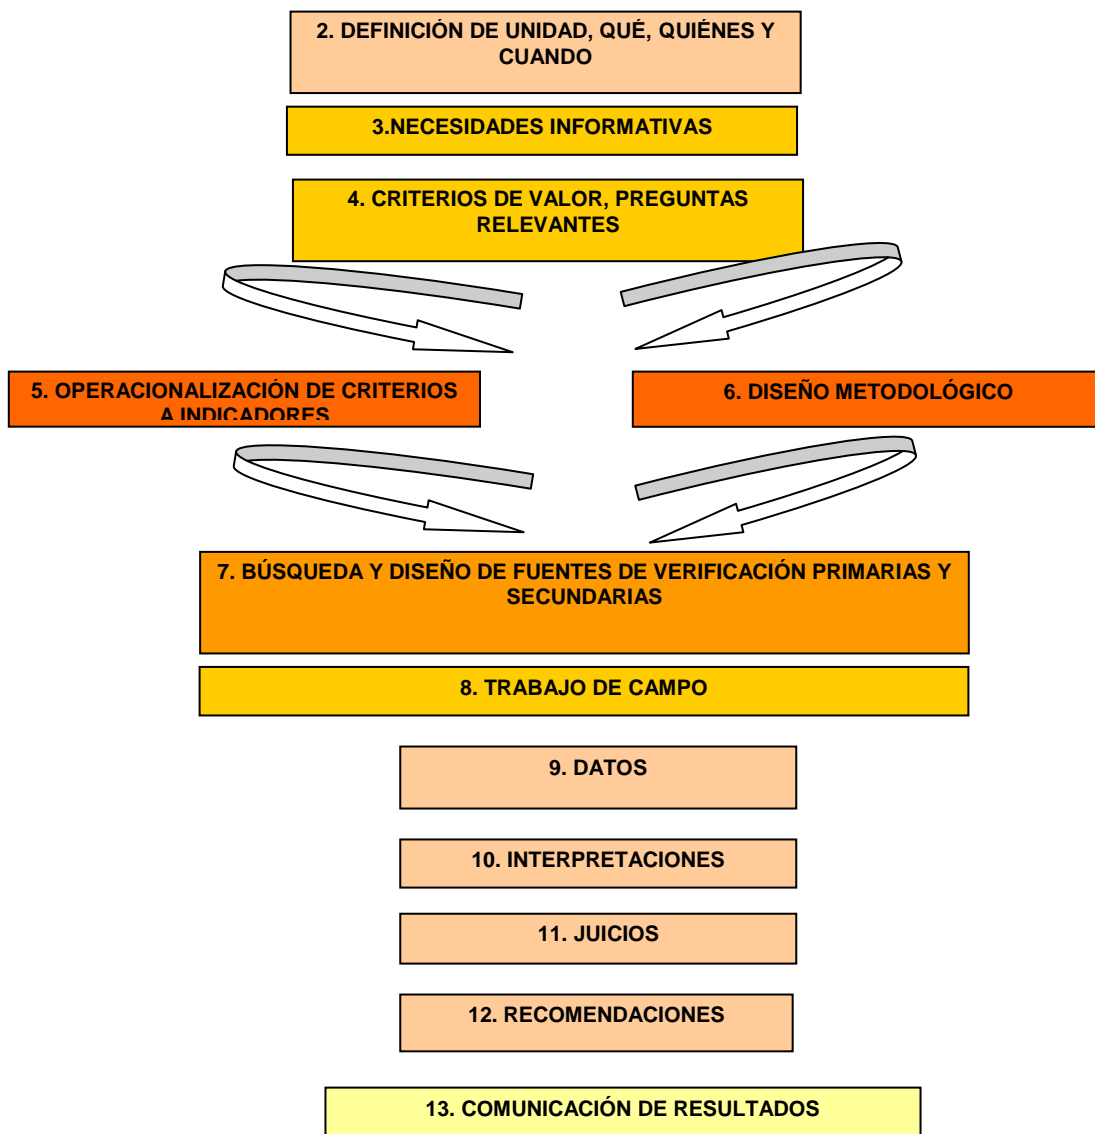 2. DEFINICIÓN DE UNIDAD, QUÉ, QUIÉNES Y
CUANDO
3.NECESIDADES INFORMATIVAS
4. CRITERIOS DE VALOR, PREGUNTAS
RELEVANTES
5. OPERACIONALIZACIÓN DE CRITERIOS
A INDICADORES
6. DISEÑO METODOLÓGICO
7. BÚSQUEDA Y DISEÑO DE FUENTES DE VERIFICACIÓN PRIMARIAS Y
SECUNDARIAS
8. TRABAJO DE CAMPO
9. DATOS
10. INTERPRETACIONES
11. JUICIOS
12. RECOMENDACIONES
13. COMUNICACIÓN DE RESULTADOS